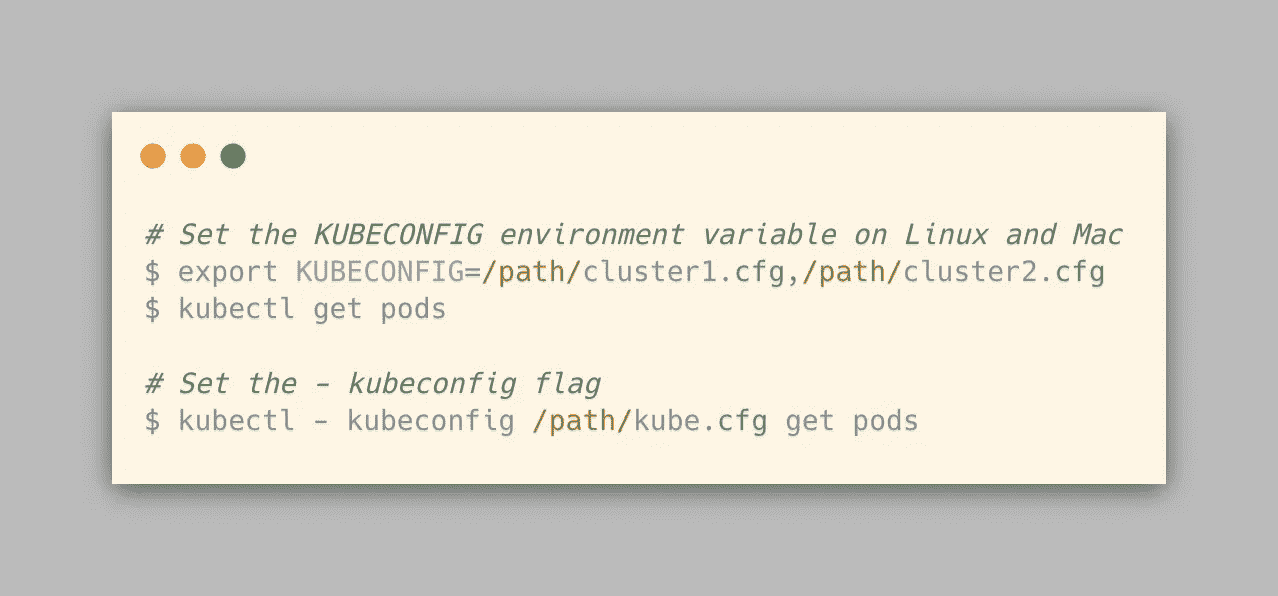 # Set the KUBECONFIG environment variable on Linux and Mac
$ export KUBECONFIG=/path/cluster1.cfg,/path/cluster2.cfg
$ kubectl get pods
# Set the – kubeconfig flag
$ kubectl – kubeconfig /path/kube.cfg get pods